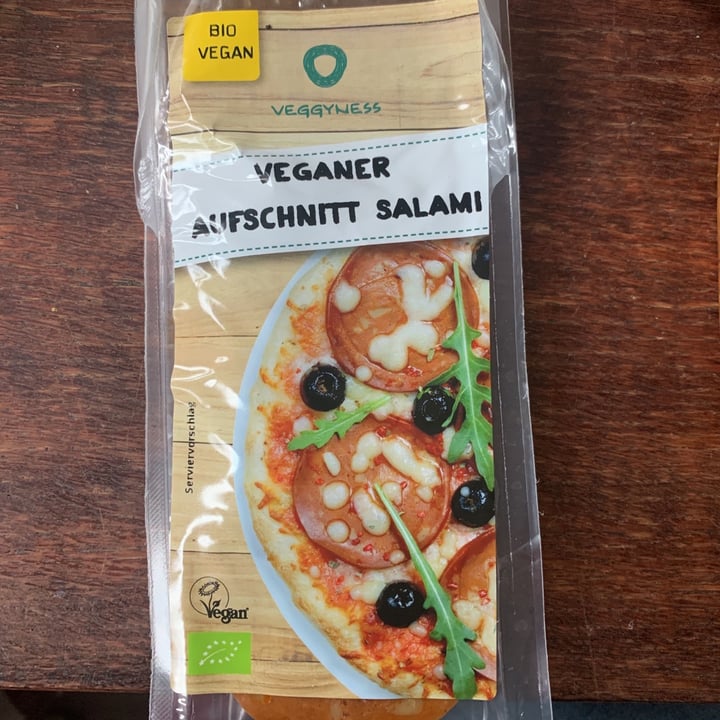 BIO
VEGAN
VEGGYNESS
VEGANER
AUFSCHNITT SALAMI
Serviervorschlag
Vegan